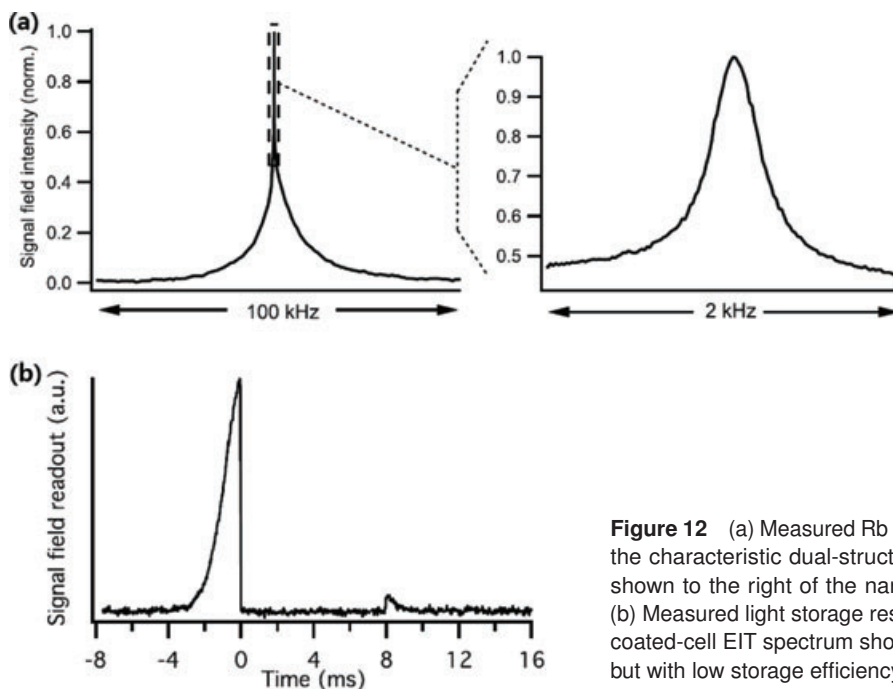 (a)
Signal field intensity (norm.)
1.0
0.8
0.6
0.4
0.2
0.0
100 kHz
1.0
0.9
0.8
0.7
0.6
0.5
2 kHz
(b)
Signal field readout (a.u.)
-8 -4 0 4 8 12 16
Time (ms)
Figure 12 (a) Measured Rb
the characteristic dual-struct
shown to the right of the nar
(b) Measured light storage res
coated-cell EIT spectrum sho
but with low storage efficiency